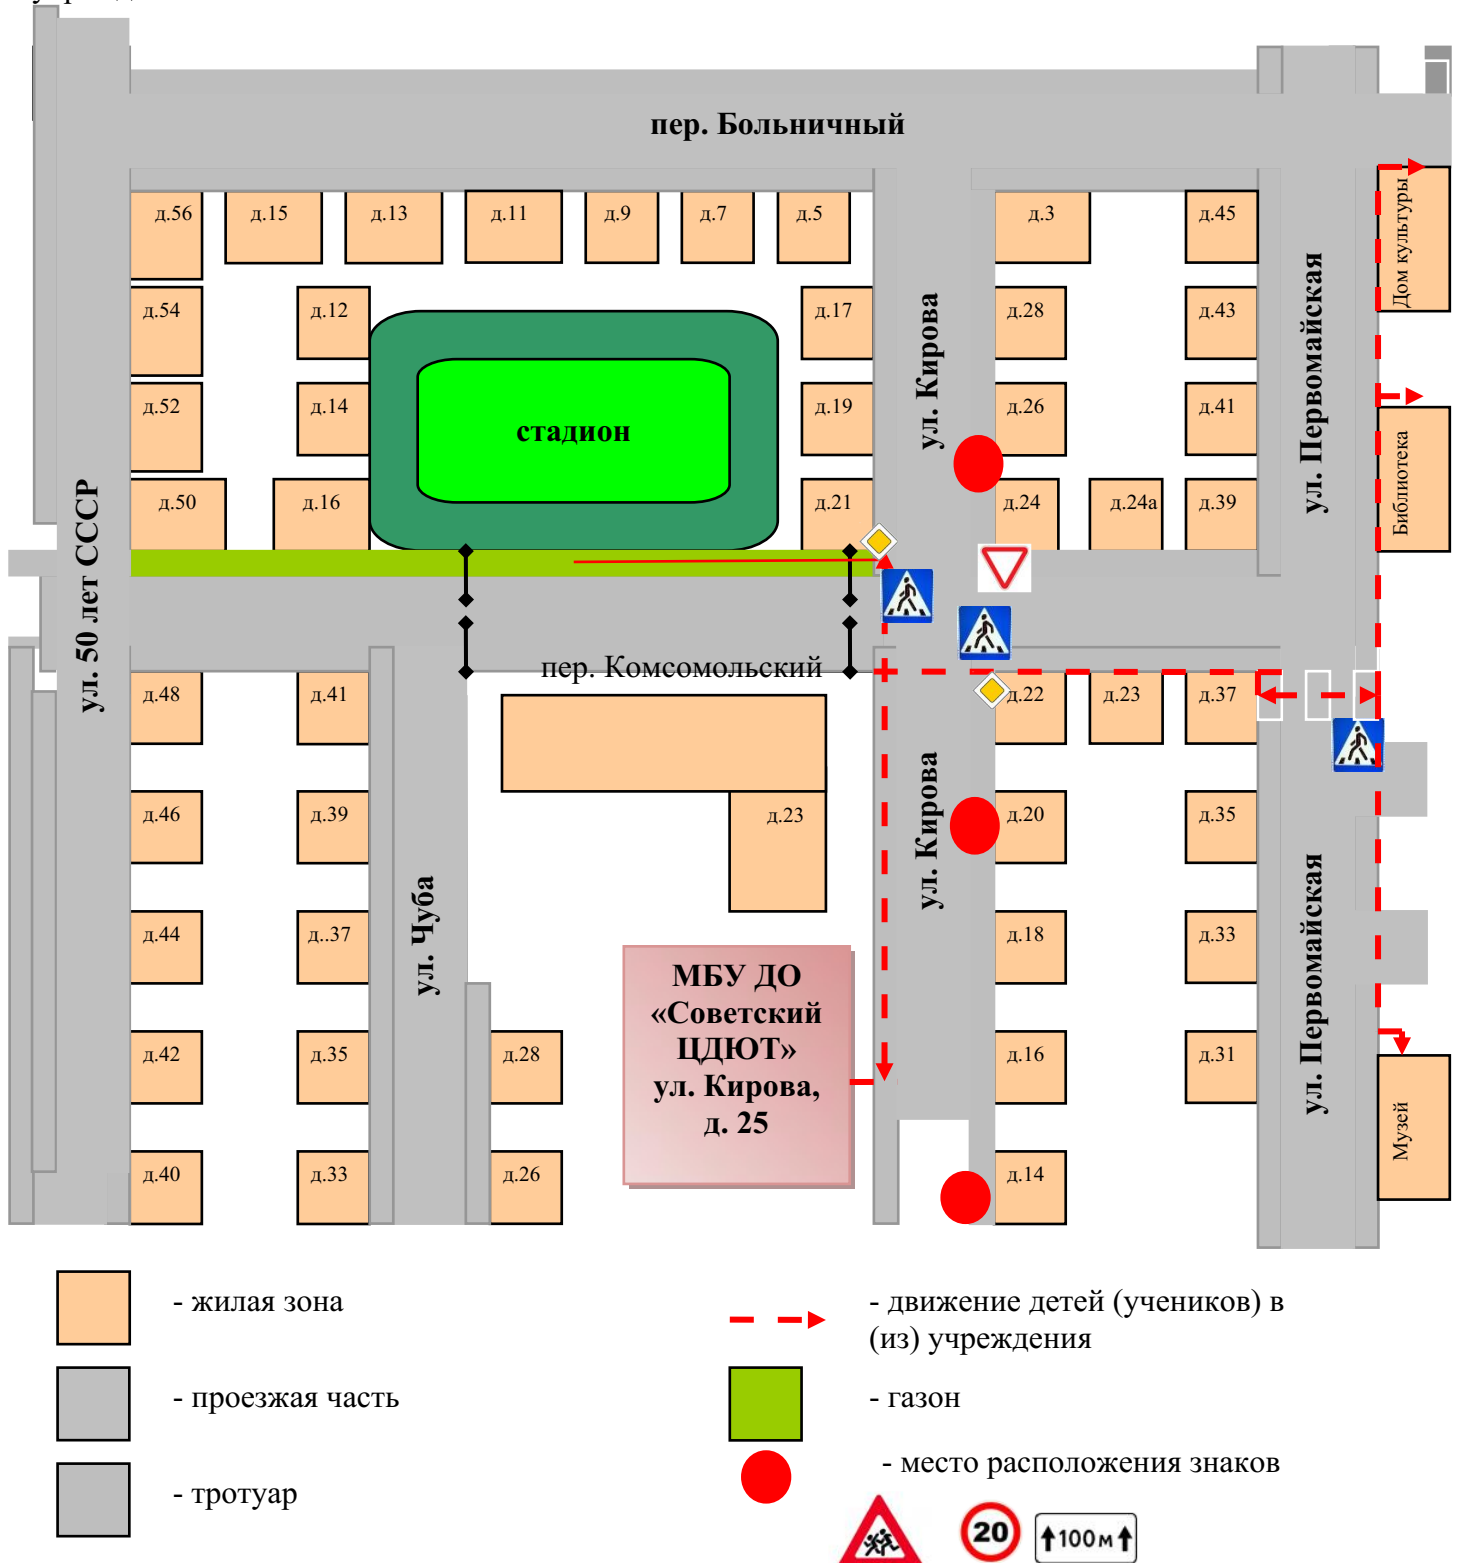 пер. Больничный
д.56
д.15
д.13
д.11
д.9
д.7
д.5
д.3
д.45
Дом культуры
д.54
д.12
д.17
ул. Кирова
д.28
д.43
ул. Первомайская
д.52
д.14
стадион
д.19
д.26
д.41
Библиотека
ул. 50 лет СССР
д.50
д.16
д.21
д.24
д.24а
д.39
пер. Комсомольский
д.48
д.41
д.22
д.23
д.37
д.46
д.39
д.23
ул. Кирова
д.20
д.35
ул. Чуба
д.44
д..37
д.18
д.33
ул. Первомайская
МБУ ДО
«Советский
ЦДЮТ»
ул. Кирова,
д. 25
д.42
д.35
д.28
д.16
д.31
Музей
д.40
д.33
д.26
д.14
- жилая зона
- движение детей (учеников) в
(из) учреждения
- проезжая часть
- газон
- место расположения знаков
- тротуар
20
100м